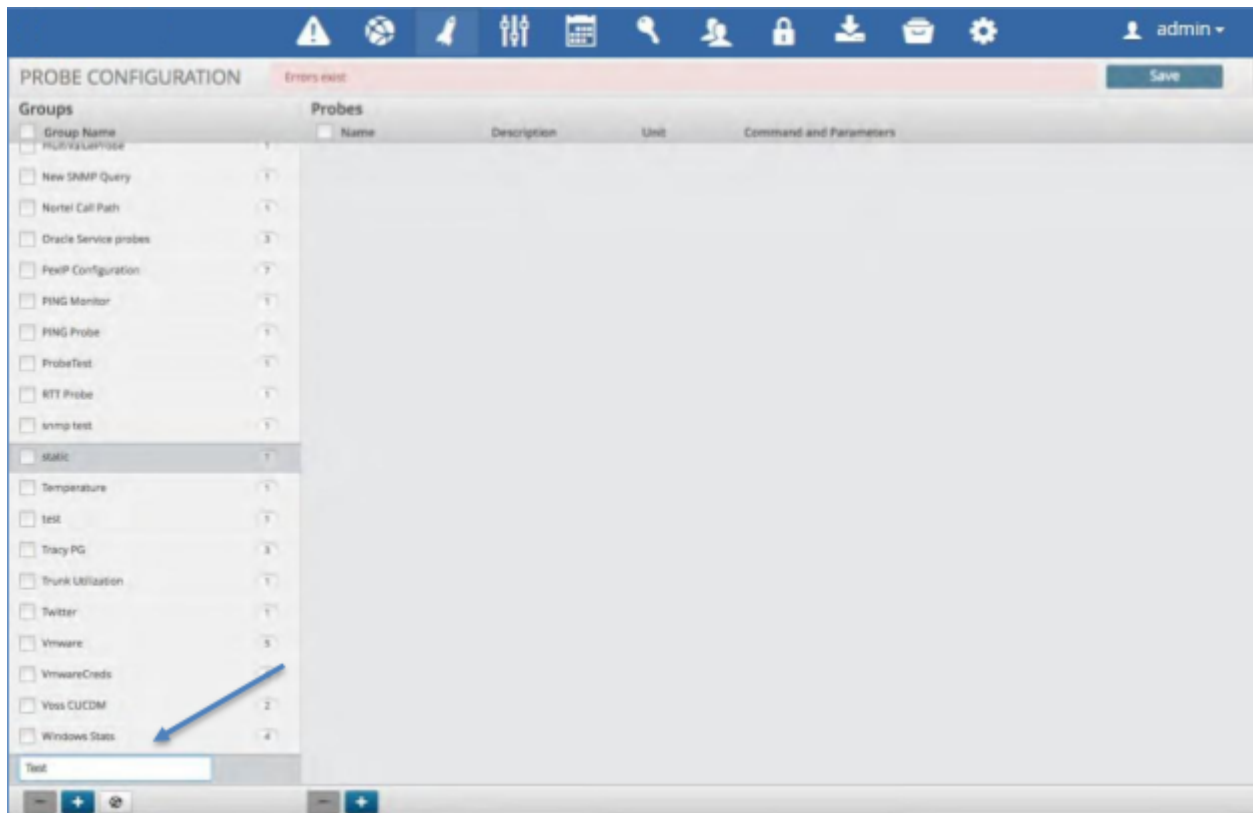 admin
PROBE CONFIGURATION Errors exist Save
Groups Probes
Group Name Name Description Unit Command and Parameters
MultiValueProbe 1
New SNMP Query 1
Nortel Call Path 1
Oracle Service probes 3
PexIP Configuration 7
PING Monitor 1
PING Probe 1
ProbeTest 1
RTT Probe 1
snmp test 1
static 1
Temperature 1
test 1
Tracy PG 3
Trunk Utilization 1
Twitter 1
Vmware 5
VmwareCreds
Voss CUCDM 2
Windows Stats 4
Test